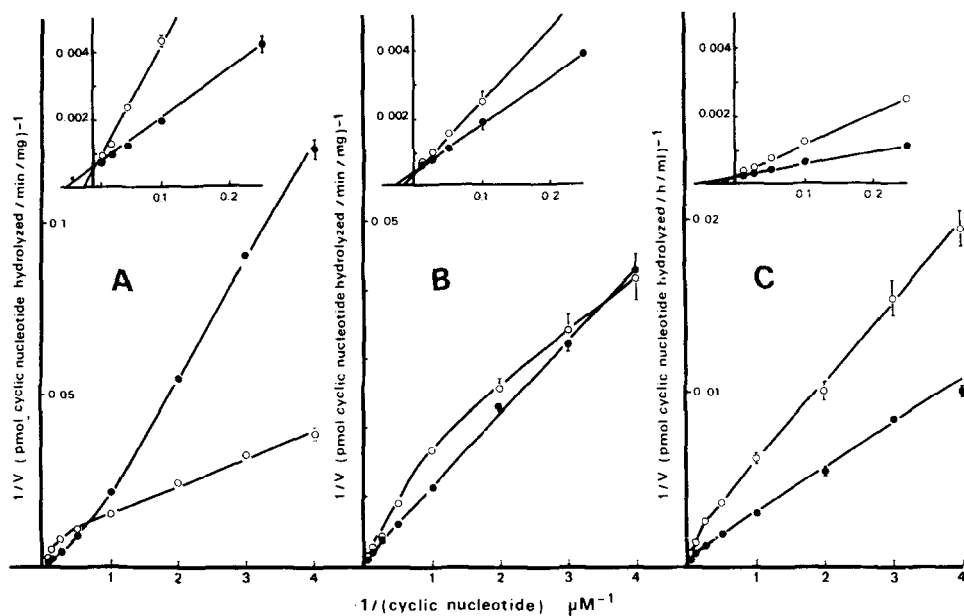 0.004
0.002
0.1
0.2
0.1
0.05
A
1/V (pmol cyclic nucleotide hydrolyzed/min/mg)-1
0.004
0.002
0.1
0.2
0.05
B
1/V (pmol cyclic nucleotide hydrolyzed/min/mg)-1
0.004
0.002
0.1
0.2
0.02
0.01
C
1/V (pmol cyclic nucleotide hydrolyzed/h/ml)-1
1 2 3 4
1 2 3 4
1 2 3 4
1/(cyclic nucleotide) μM-1